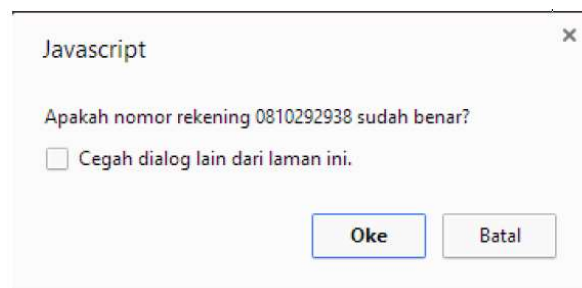 Javascript
Apakah nomor rekening 0810292938 sudah benar?
Cegah dialog lain dari laman ini.
Oke Batal